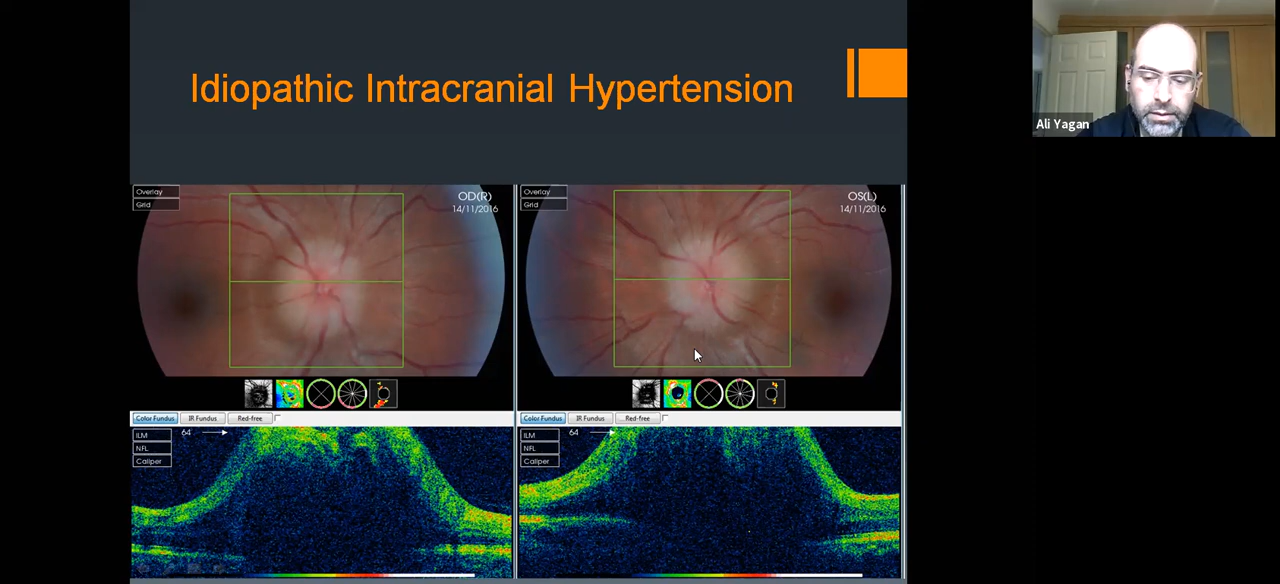 Idiopathic Intracranial Hypertension
Ali Yagan
Overlay
Grid
OD(R)
14/11/2016
Overlay
Grid
OS(L)
14/11/2016
Color Fundus IR Fundus Red-free
ILM
NFL
Caliper
64
Color Fundus IR Fundus Red-free
ILM
NFL
Caliper
64